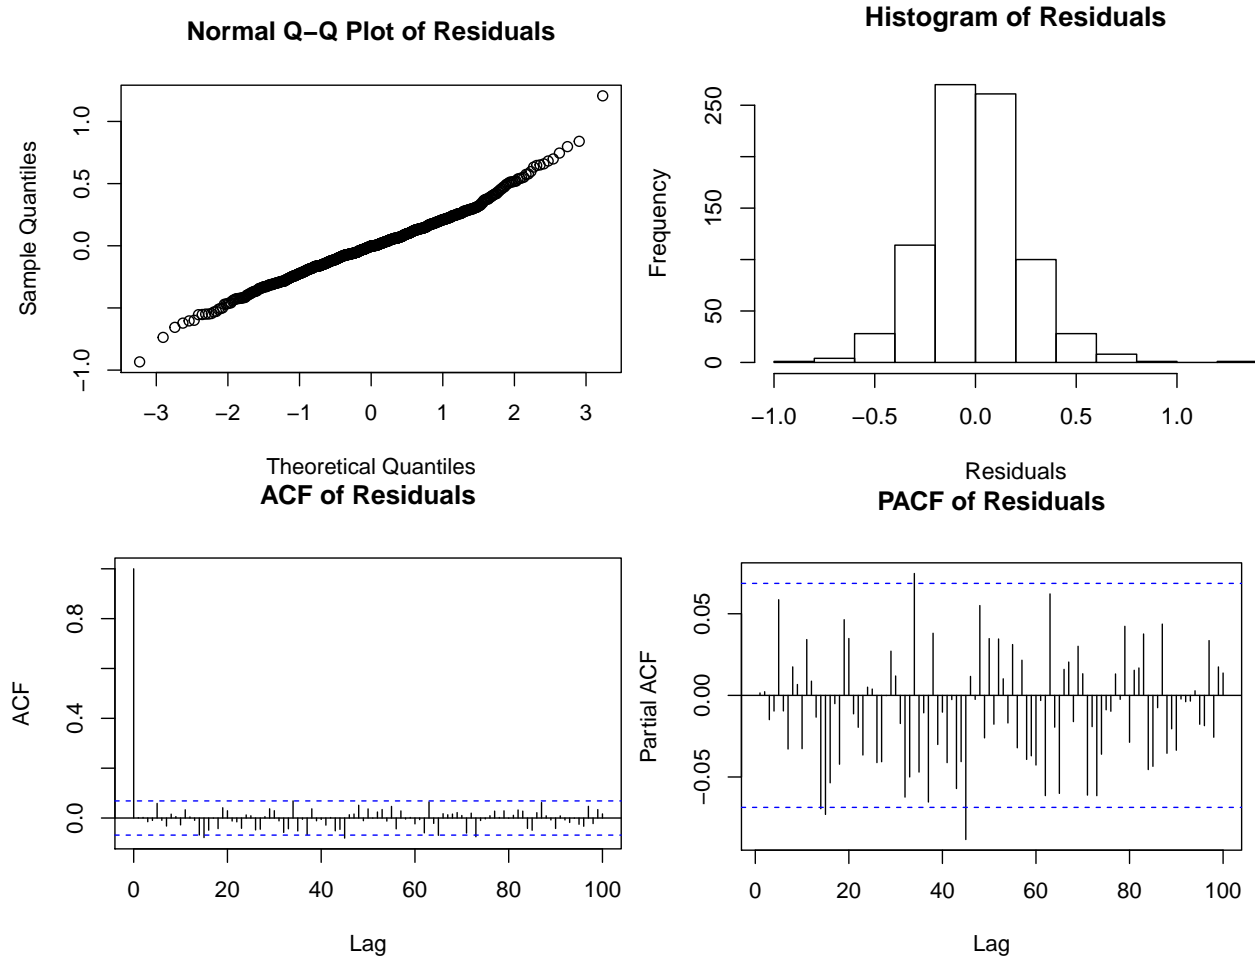 Normal Q−Q Plot of Residuals
Sample Quantiles
−1.0 0.0 0.5 1.0
−3 −2 −1 0 1 2 3
Theoretical Quantiles
Histogram of Residuals
Frequency
0 50 150 250
−1.0 −0.5 0.0 0.5 1.0
Residuals
ACF of Residuals
ACF
0.0 0.4 0.8
0 20 40 60 80 100
Lag
PACF of Residuals
Partial ACF
−0.05 0.00 0.05
0 20 40 60 80 100
Lag